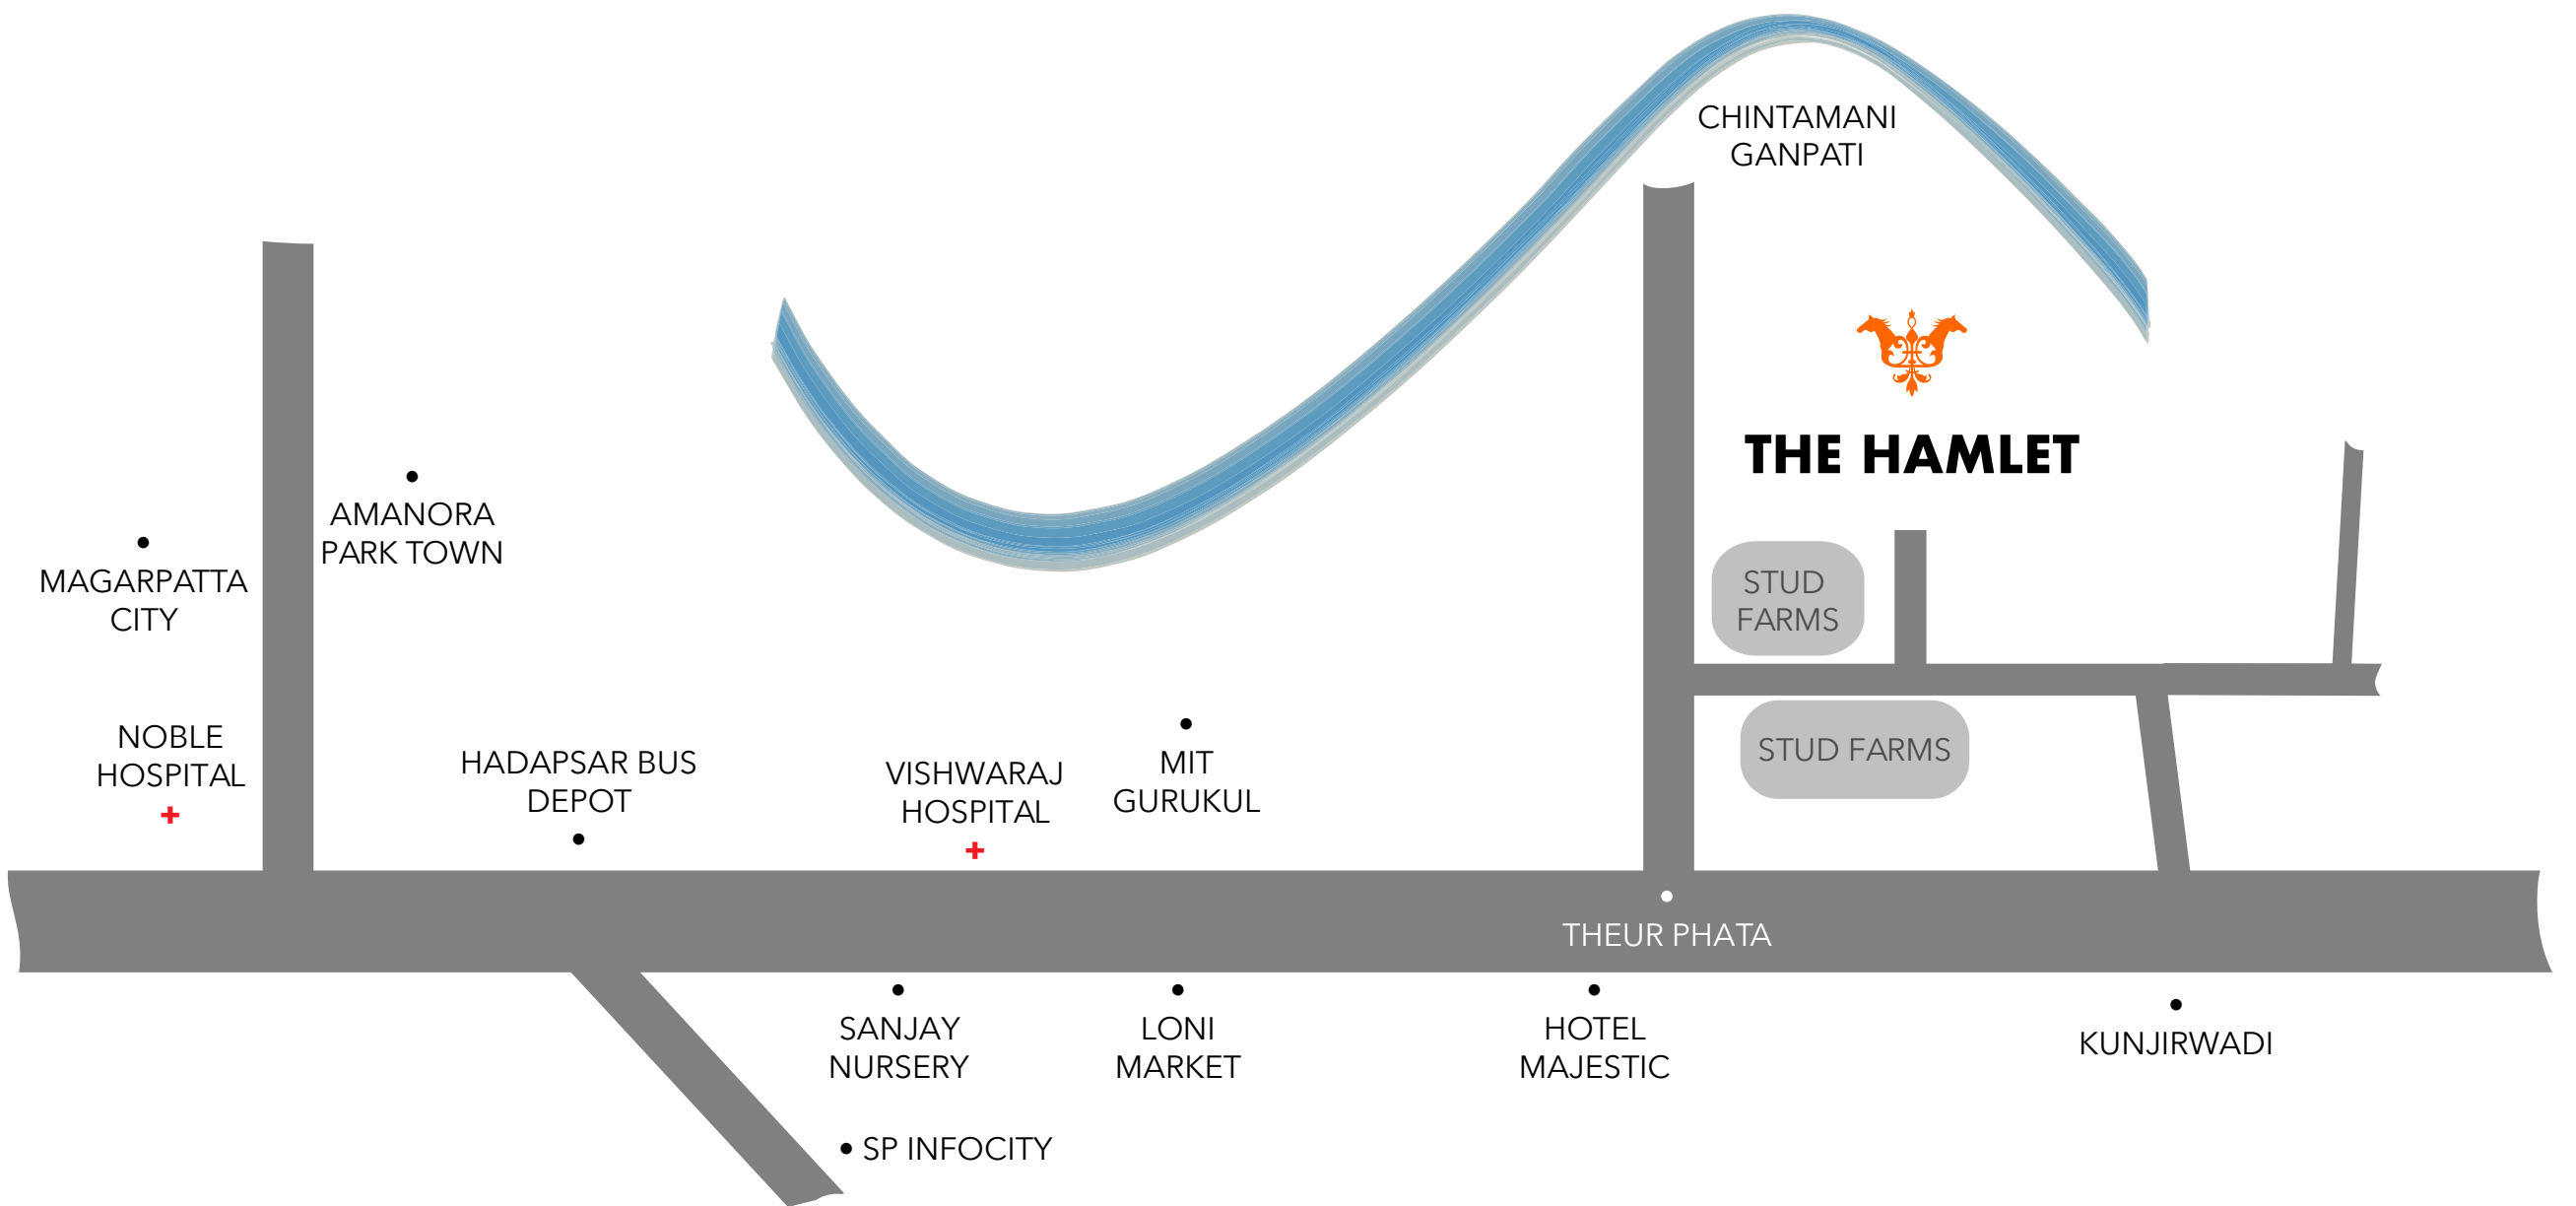 CHINTAMANI
GANPATI
THE HAMLET
AMANORA
PARK TOWN
MAGARPATTA
CITY
STUD
FARMS
NOBLE
HOSPITAL
HADAPSAR BUS
DEPOT
VISHWARAJ
HOSPITAL
MIT
GURUKUL
STUD FARMS
THEUR PHATA
SANJAY
NURSERY
LONI
MARKET
HOTEL
MAJESTIC
KUNJIRWADI
SP INFOCITY